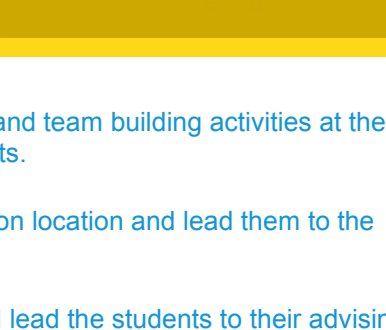 and team building activities at the
ts.
on location and lead them to the
lead the students to their advisin